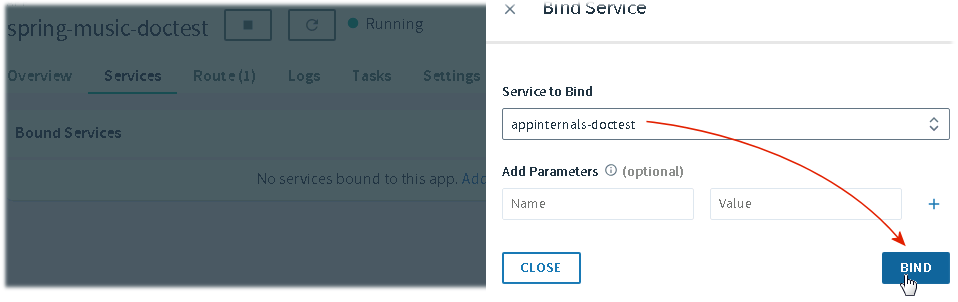 spring-music-doctest
Running
Overview Services Route (1) Logs Tasks Settings
Bound Services
No services bound to this app. Add
Bind Service
Service to Bind
appinternals-doctest
Add Parameters (optional)
Name Value
CLOSE BIND